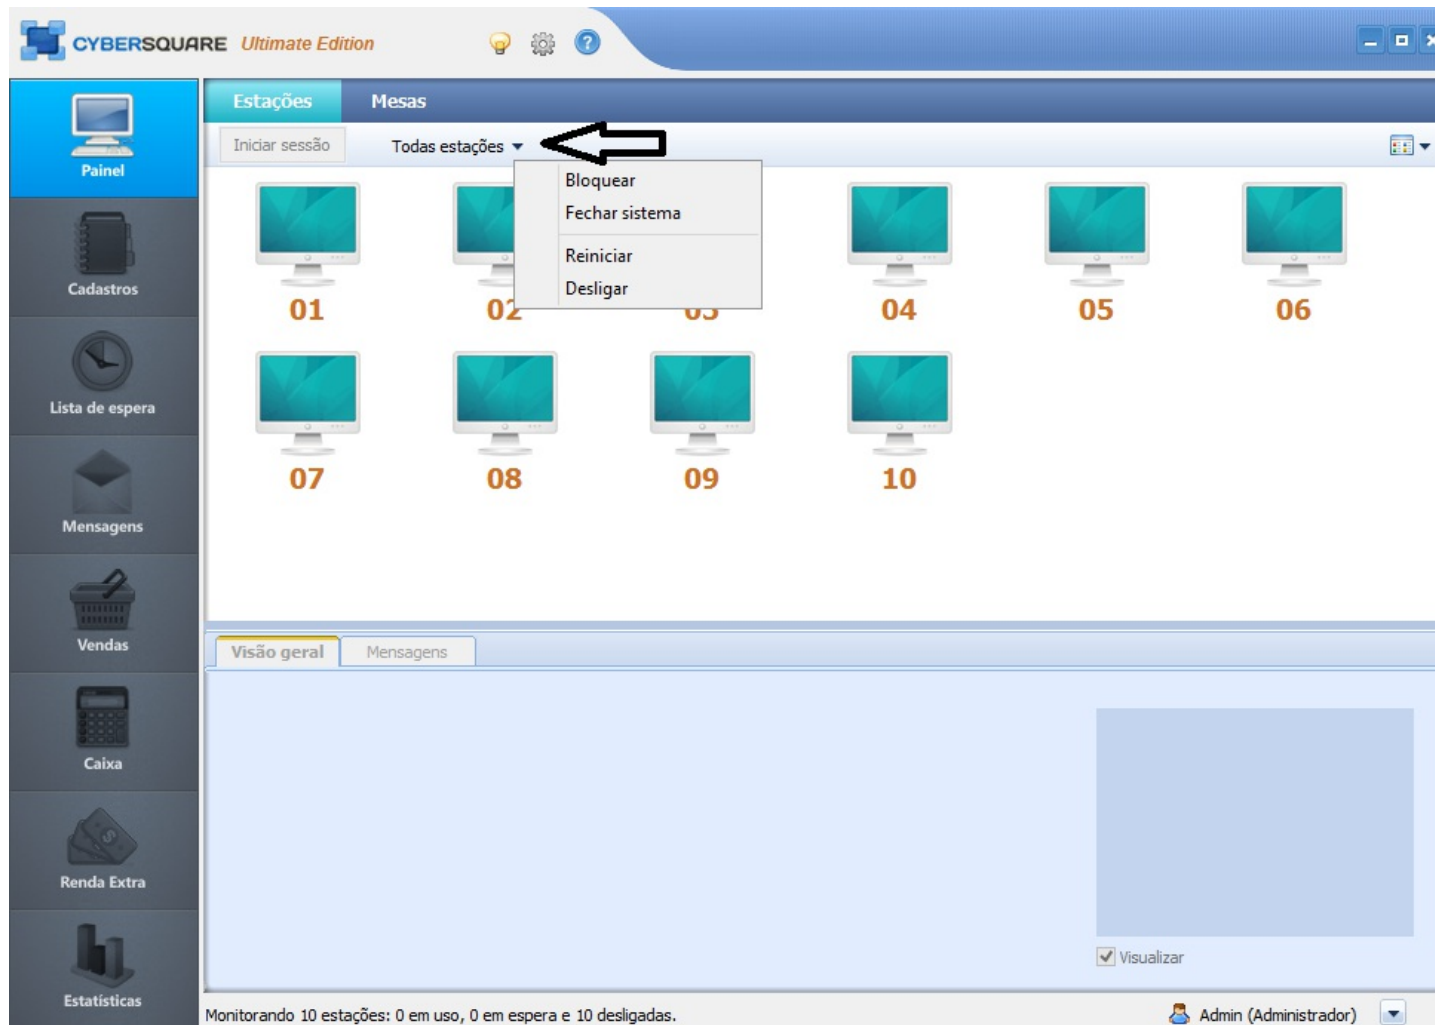 CYBERSQUARE Ultimate Edition
Estações Mesas
Iniciar sessão Todas estações
Bloquear
Fechar sistema
Reiniciar
Desligar
Painel
Cadastros
Lista de espera
Mensagens
Vendas
Caixa
Renda Extra
Estatísticas
01 02 03 04 05 06
07 08 09 10
Visão geral Mensagens
Visualizar
Monitorando 10 estações: 0 em uso, 0 em espera e 10 desligadas. Admin (Administrador)